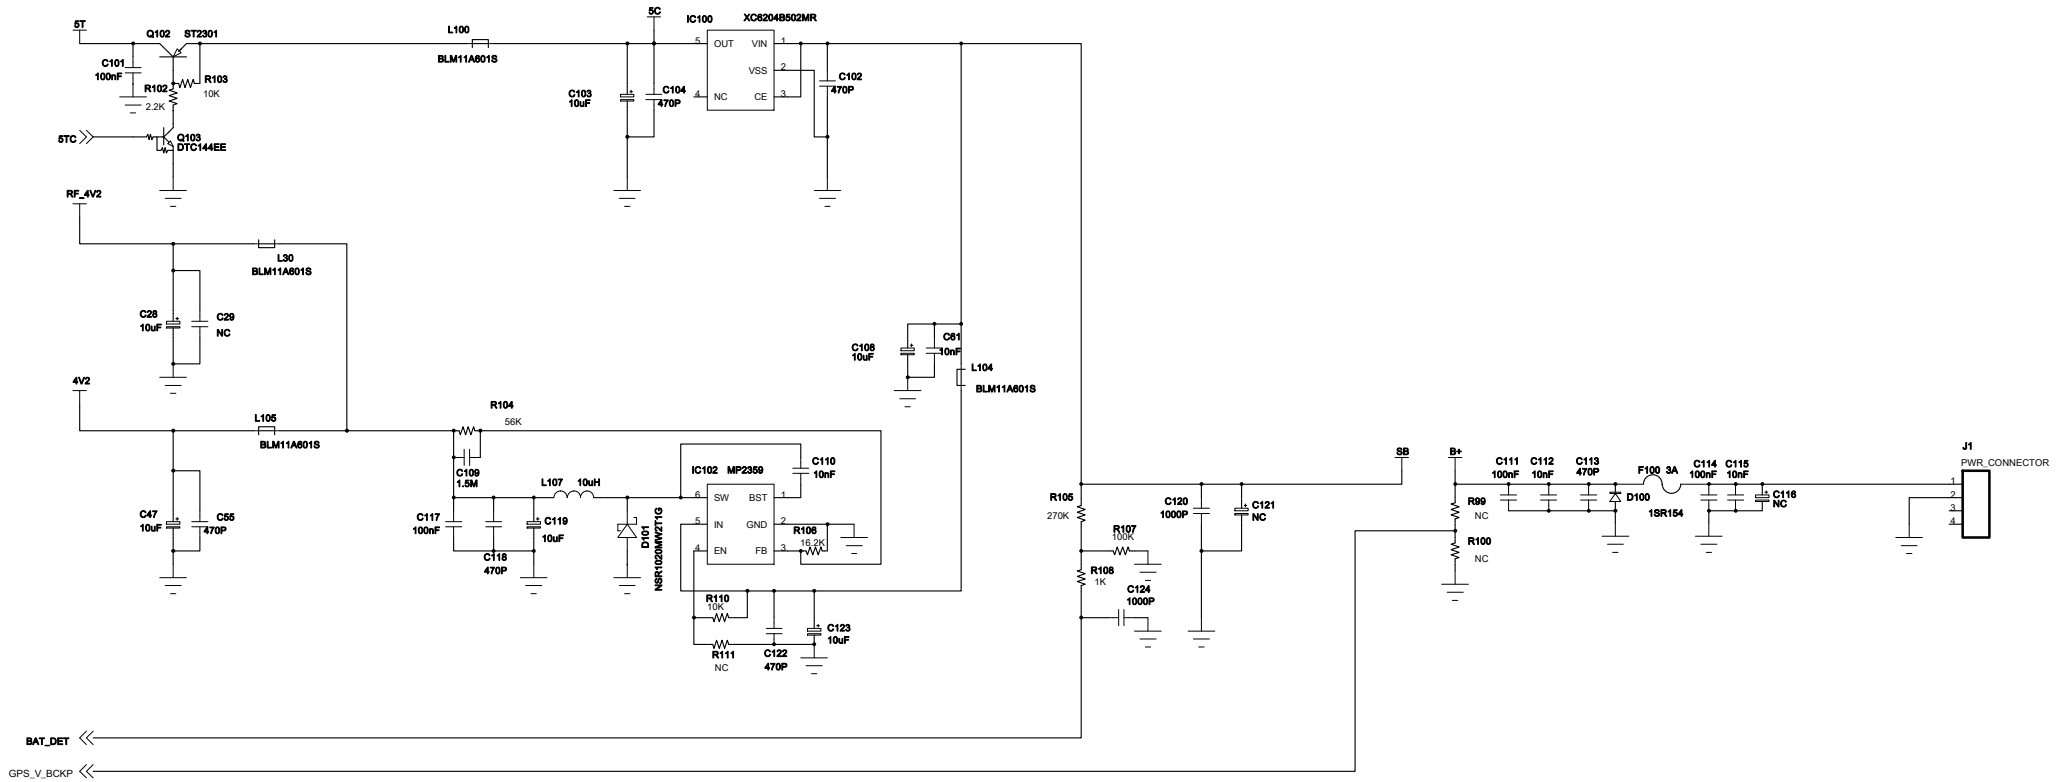 5T
Q102 ST2301
C101
100nF
R103
10K
R102
2.2K
5TC
Q103
DTC144EE
L100
BLM11A601S
5C
IC100 XC6204B502MR
5 OUT VIN 1
VSS 2
4 NC CE 3
C103
10uF
C104
470P
C102
470P
RF_4V2
L30
BLM11A601S
C28
10uF
C29
NC
4V2
L105
BLM11A601S
C47
10uF
C55
470P
C108
10uF
C61
10nF
L104
BLM11A601S
R104
56K
C109
1.5M
L107 10uH
IC102 MP2359
C110
10nF
6 SW BST 1
5 IN GND 2
4 EN FB 3
R106
16.2K
C117
100nF
C118
470P
C119
10uF
D101
NSR1020MW2T1G
R110
10K
R111
NC
C122
470P
C123
10uF
R105
270K
R107
100K
R108
1K
C124
1000P
C120
1000P
C121
NC
SB
B+
R99
NC
R100
NC
C111
100nF
C112
10nF
C113
470P
D100
1SR154
F100 3A
C114
100nF
C115
10nF
C116
NC
J1
PWR_CONNECTOR
1
2
3
4
BAT_DET
GPS_V_BCKP